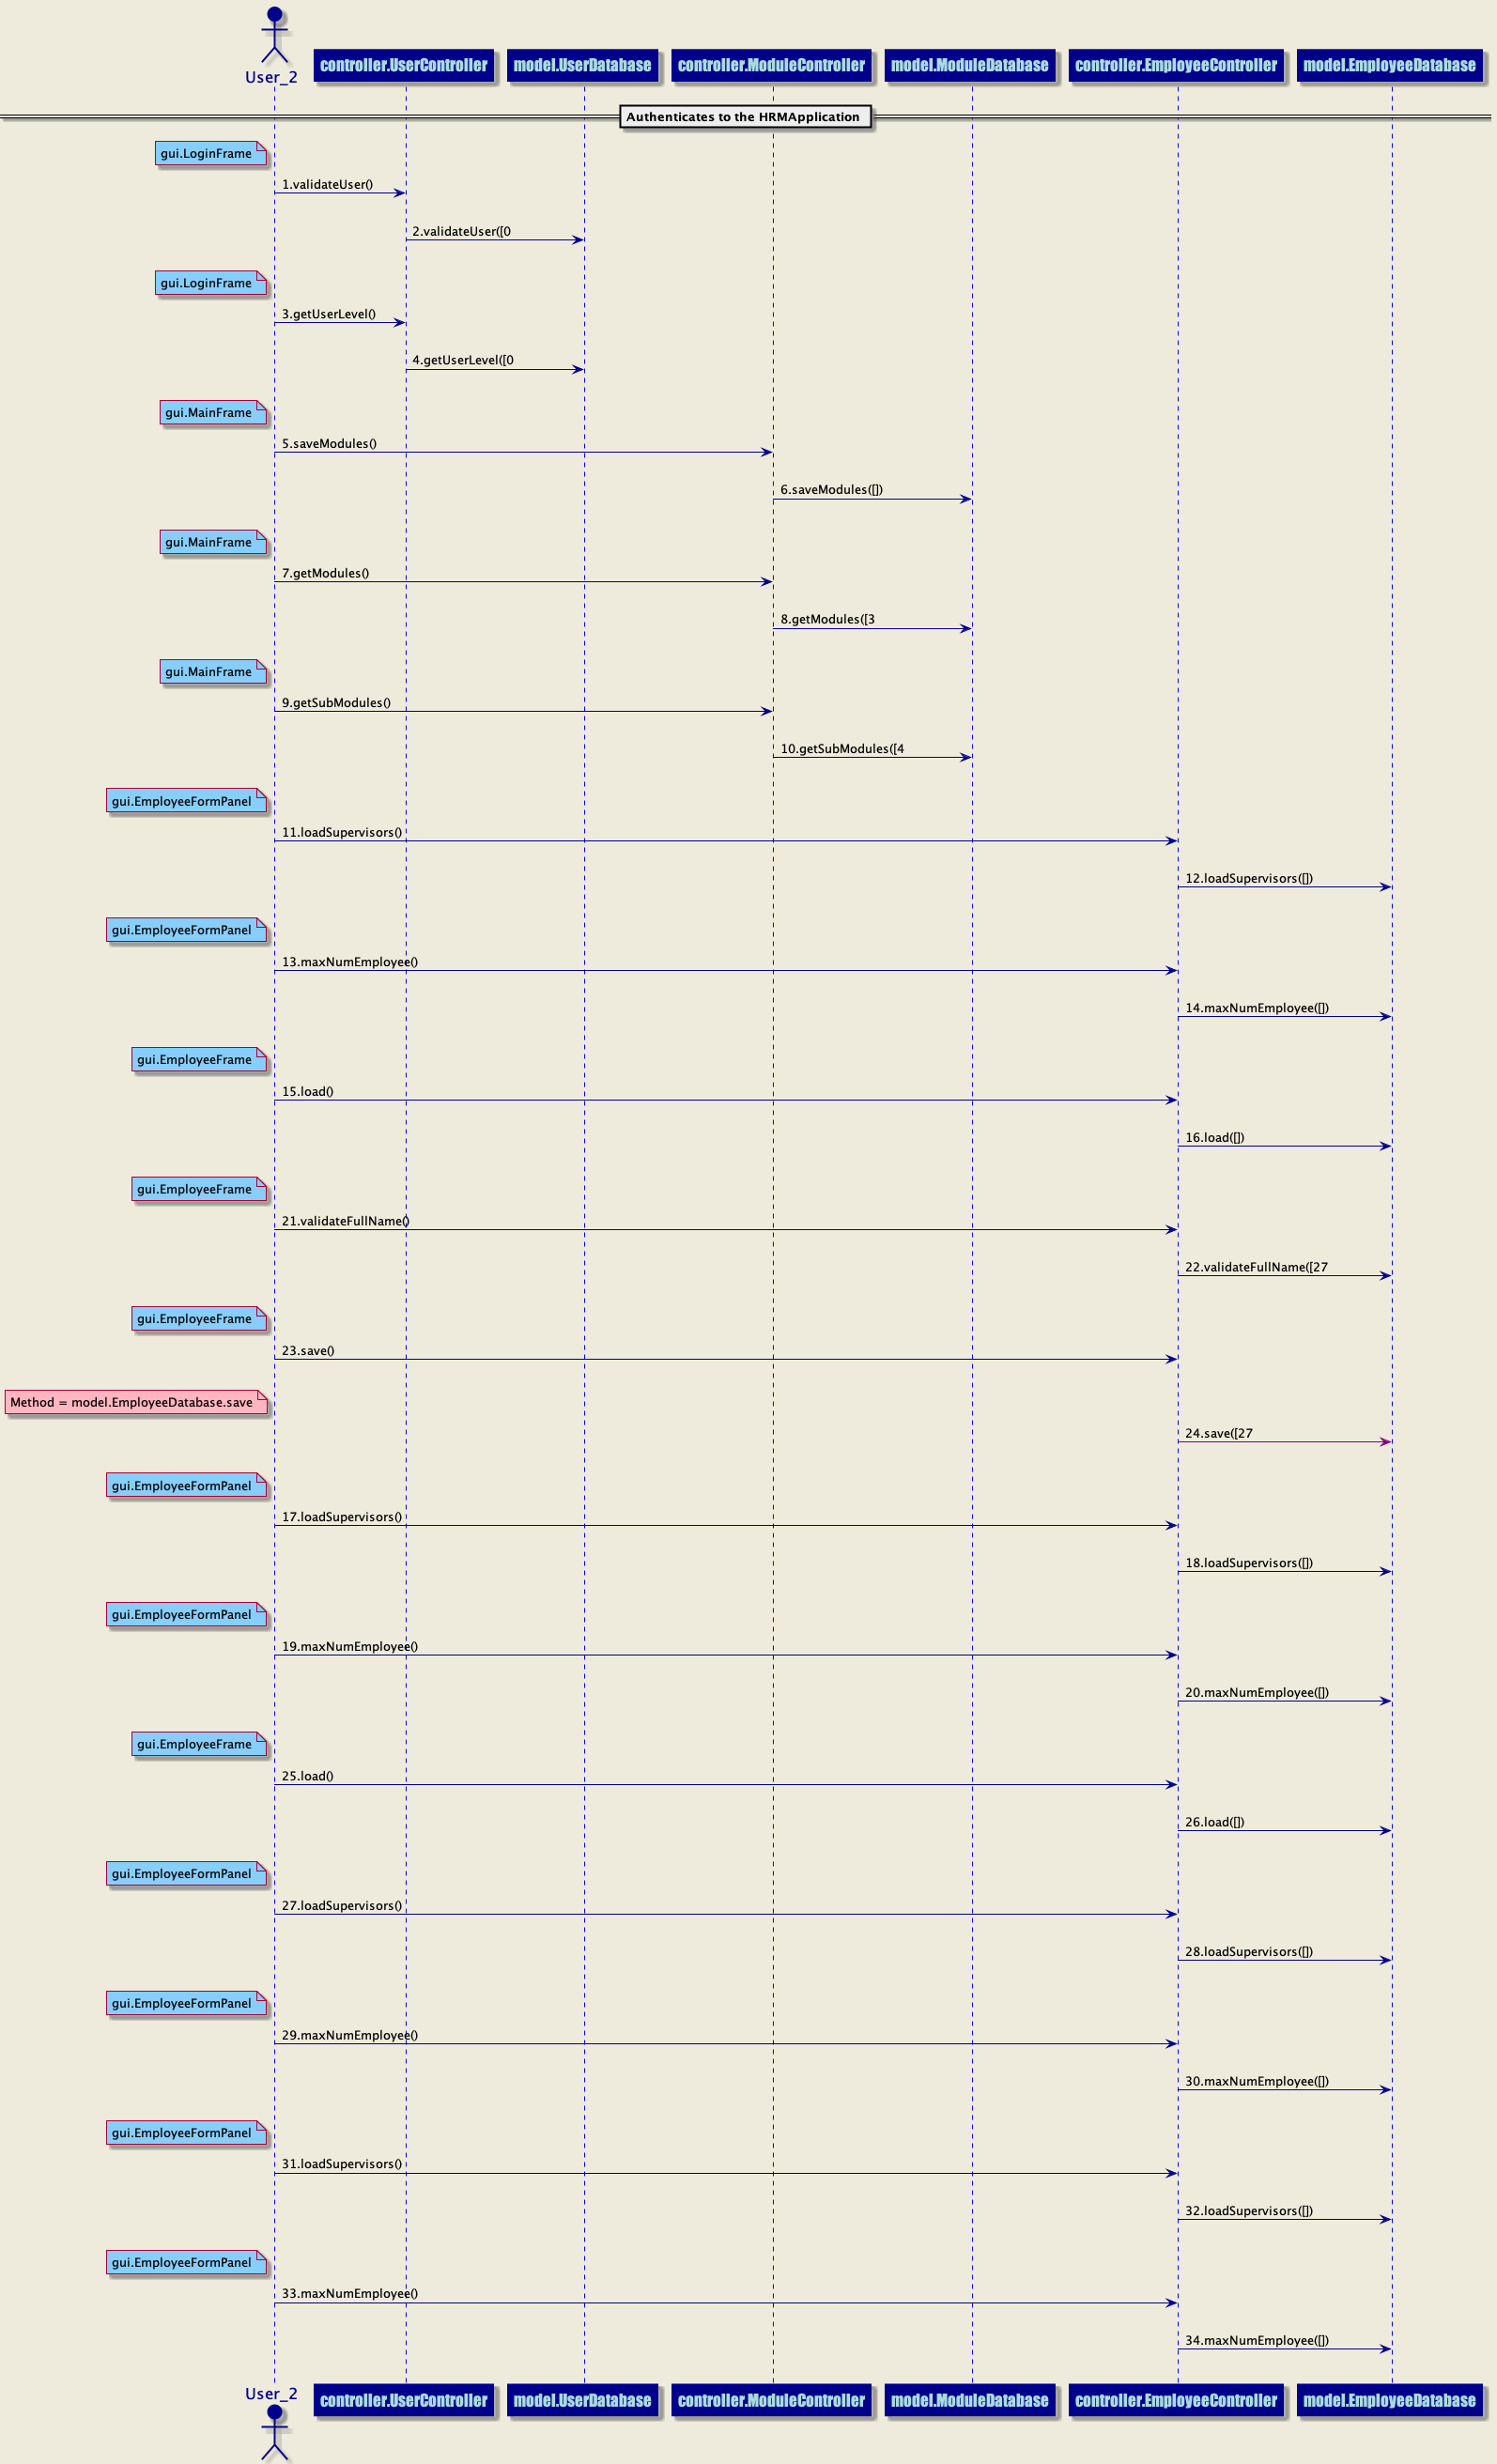 User_2
controller.UserController
model.UserDatabase
controller.ModuleController
model.ModuleDatabase
controller.EmployeeController
model.EmployeeDatabase
Authenticates to the HRMApplication
gui.LoginFrame
1.validateUser()
2.validateUser([0
gui.LoginFrame
3.getUserLevel()
4.getUserLevel([0
gui.MainFrame
5.saveModules()
6.saveModules([])
gui.MainFrame
7.getModules()
8.getModules([3
gui.MainFrame
9.getSubModules()
10.getSubModules([4
gui.EmployeeFormPanel
11.loadSupervisors()
12.loadSupervisors([])
gui.EmployeeFormPanel
13.maxNumEmployee()
14.maxNumEmployee([])
gui.EmployeeFrame
15.load()
16.load([])
gui.EmployeeFrame
21.validateFullName()
22.validateFullName([27
gui.EmployeeFrame
23.save()
Method = model.EmployeeDatabase.save
24.save([27
gui.EmployeeFormPanel
17.loadSupervisors()
18.loadSupervisors([])
gui.EmployeeFormPanel
19.maxNumEmployee()
20.maxNumEmployee([])
gui.EmployeeFrame
25.load()
26.load([])
gui.EmployeeFormPanel
27.loadSupervisors()
28.loadSupervisors([])
gui.EmployeeFormPanel
29.maxNumEmployee()
30.maxNumEmployee([])
gui.EmployeeFormPanel
31.loadSupervisors()
32.loadSupervisors([])
gui.EmployeeFormPanel
33.maxNumEmployee()
34.maxNumEmployee([])
User_2
controller.UserController
model.UserDatabase
controller.ModuleController
model.ModuleDatabase
controller.EmployeeController
model.EmployeeDatabase